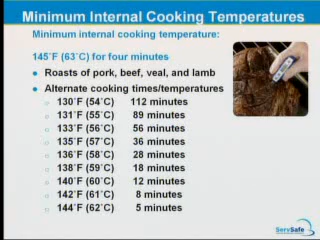 Minimum Internal Cooking Temperatures
Minimum internal cooking temperature:
145˚F (63˚C) for four minutes
Roasts of pork, beef, veal, and lamb
Alternate cooking times/temperatures
130˚F (54˚C) 112 minutes
131˚F (55˚C) 89 minutes
133˚F (56˚C) 56 minutes
135˚F (57˚C) 36 minutes
136˚F (58˚C) 28 minutes
138˚F (59˚C) 18 minutes
140˚F (60˚C) 12 minutes
142˚F (61˚C) 8 minutes
144˚F (62˚C) 5 minutes
ServSafe